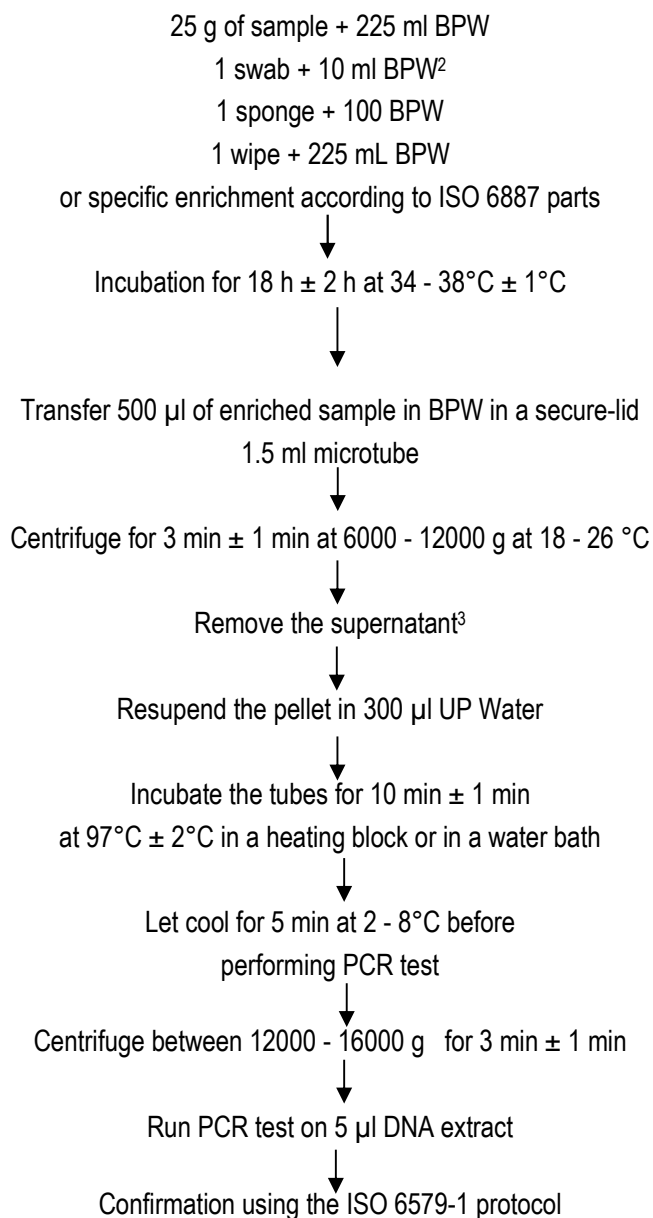 25 g of sample + 225 ml BPW
1 swab + 10 ml BPW²
1 sponge + 100 BPW
1 wipe + 225 mL BPW
or specific enrichment according to ISO 6887 parts
Incubation for 18 h ± 2 h at 34 - 38°C ± 1°C
Transfer 500 µl of enriched sample in BPW in a secure-lid
1.5 ml microtube
Centrifuge for 3 min ± 1 min at 6000 - 12000 g at 18 - 26 °C
Remove the supernatant³
Resupend the pellet in 300 µl UP Water
Incubate the tubes for 10 min ± 1 min
at 97°C ± 2°C in a heating block or in a water bath
Let cool for 5 min at 2 - 8°C before
performing PCR test
Centrifuge between 12000 - 16000 g for 3 min ± 1 min
Run PCR test on 5 µl DNA extract
Confirmation using the ISO 6579-1 protocol